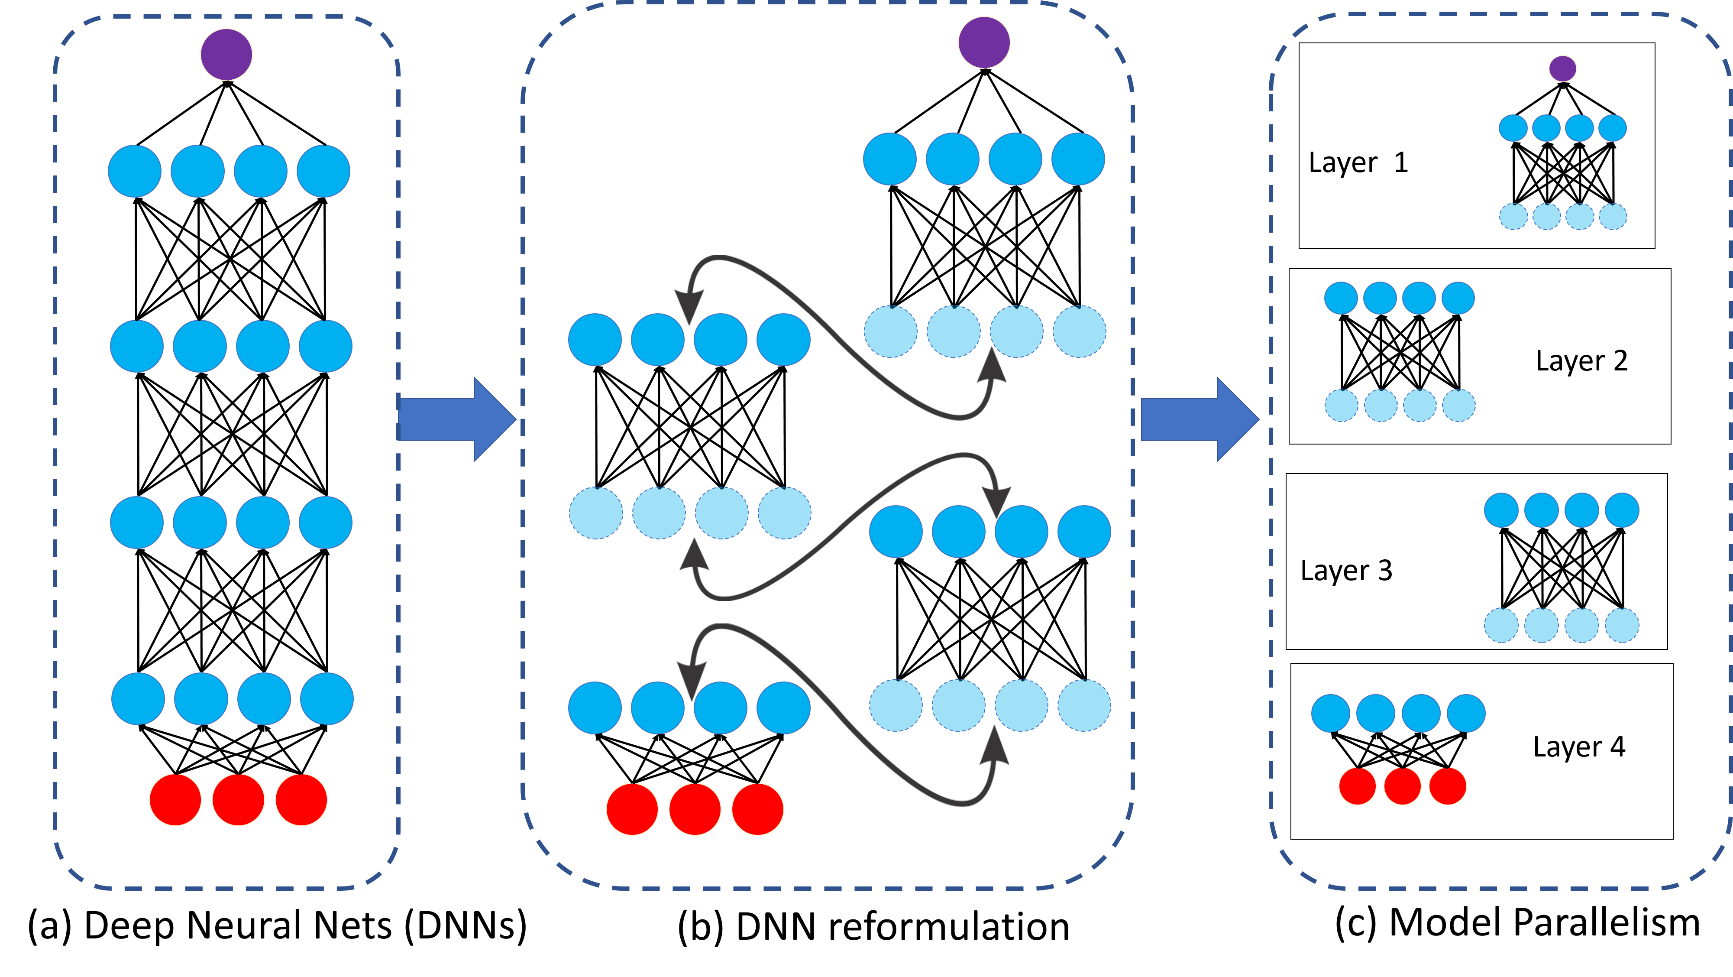 Layer 1
Layer 2
Layer 3
Layer 4
(a) Deep Neural Nets (DNNs)
(b) DNN reformulation
(c) Model Parallelism